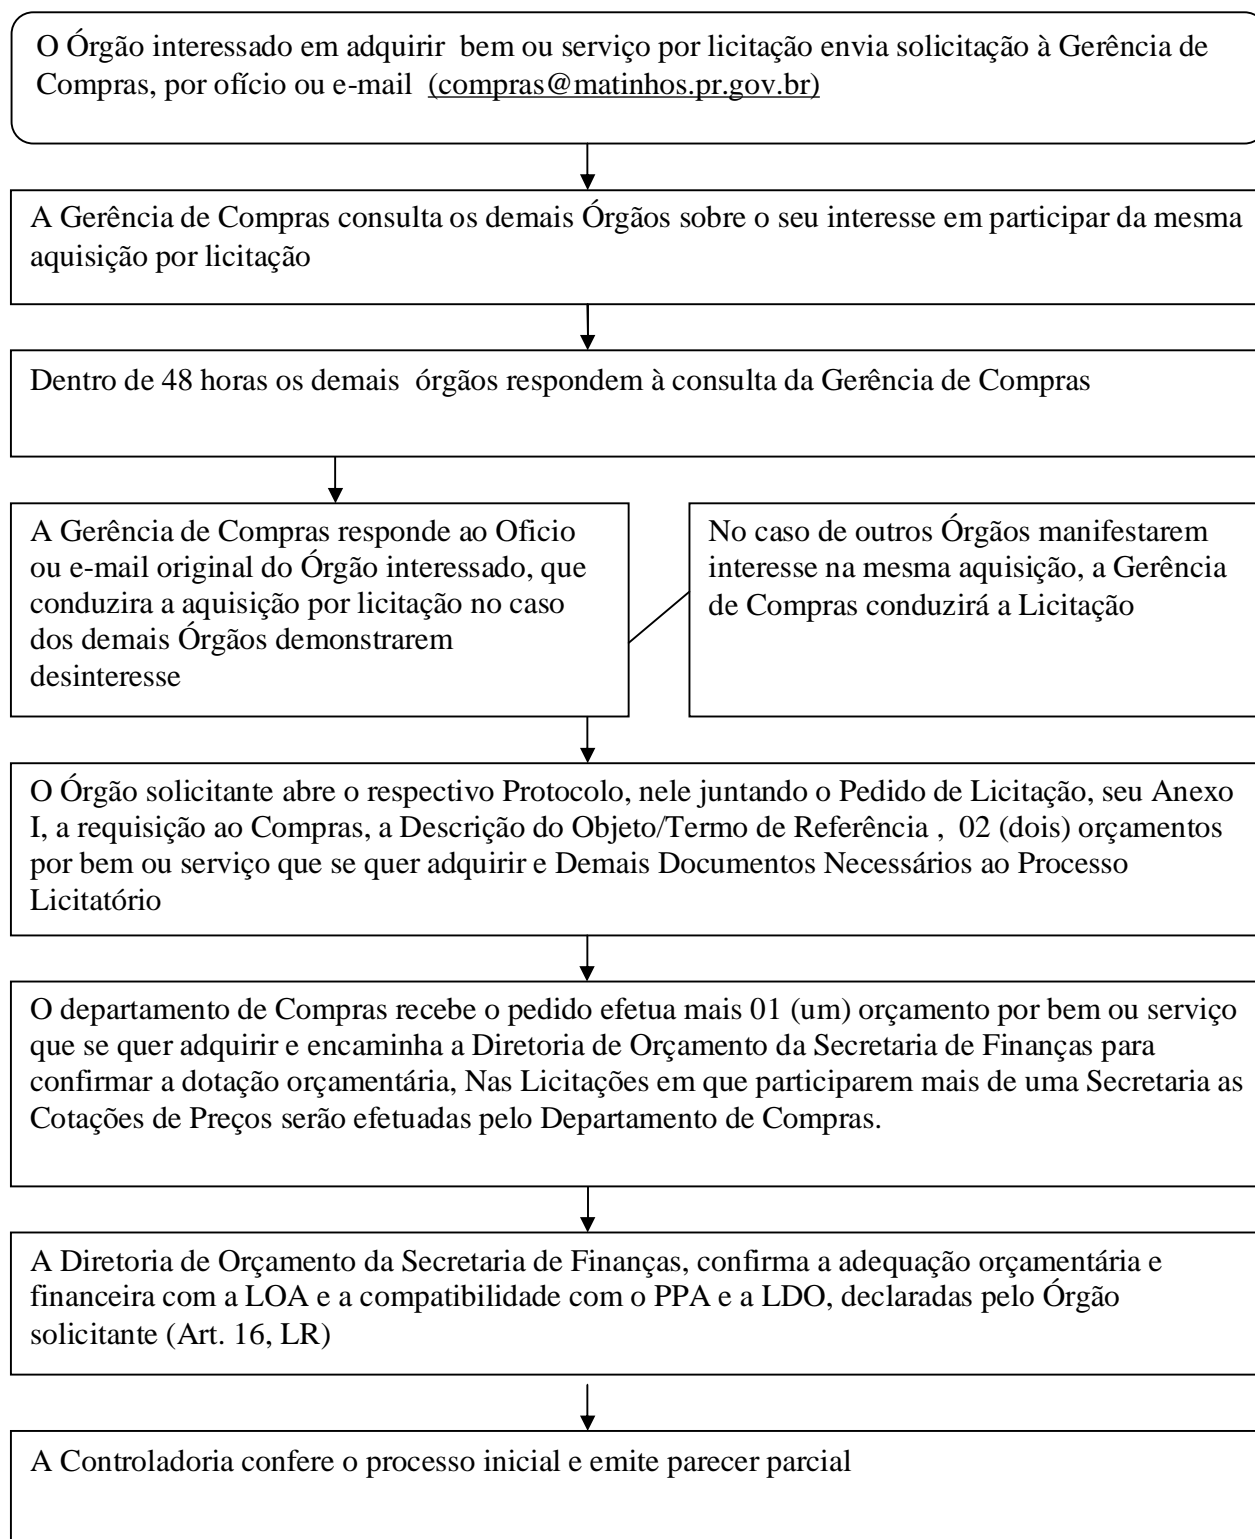 O Órgão interessado em adquirir  bem ou serviço por licitação envia solicitação à Gerência de
Compras, por ofício ou e-mail  (compras@matinhos.pr.gov.br)
A Gerência de Compras consulta os demais Órgãos sobre o seu interesse em participar da mesma
aquisição por licitação
Dentro de 48 horas os demais  órgãos respondem à consulta da Gerência de Compras
A Gerência de Compras responde ao Oficio
ou e-mail original do Órgão interessado, que
conduzira a aquisição por licitação no caso
dos demais Órgãos demonstrarem
desinteresse
No caso de outros Órgãos manifestarem
interesse na mesma aquisição, a Gerência
de Compras conduzirá a Licitação
O Órgão solicitante abre o respectivo Protocolo, nele juntando o Pedido de Licitação, seu Anexo
I, a requisição ao Compras, a Descrição do Objeto/Termo de Referência ,  02 (dois) orçamentos
por bem ou serviço que se quer adquirir e Demais Documentos Necessários ao Processo
Licitatório
O departamento de Compras recebe o pedido efetua mais 01 (um) orçamento por bem ou serviço
que se quer adquirir e encaminha a Diretoria de Orçamento da Secretaria de Finanças para
confirmar a dotação orçamentária, Nas Licitações em que participarem mais de uma Secretaria as
Cotações de Preços serão efetuadas pelo Departamento de Compras.
A Diretoria de Orçamento da Secretaria de Finanças, confirma a adequação orçamentária e
financeira com a LOA e a compatibilidade com o PPA e a LDO, declaradas pelo Órgão
solicitante (Art. 16, LR)
A Controladoria confere o processo inicial e emite parecer parcial